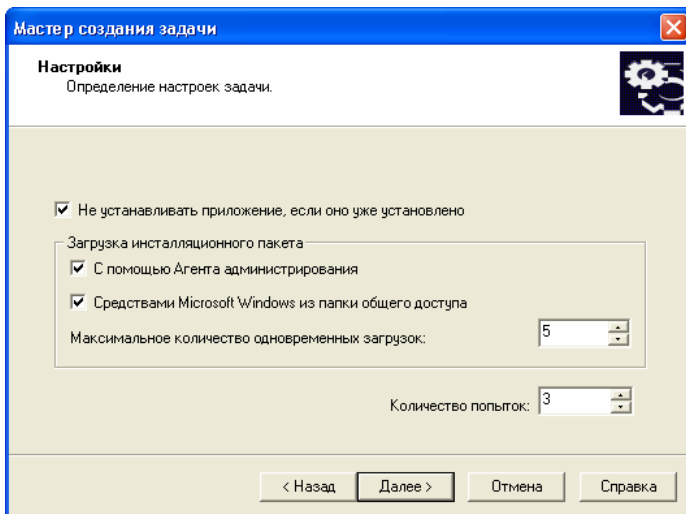 Мастер создания задачи
Настройки
Определение настроек задачи.
Не устанавливать приложение, если оно уже установлено
Загрузка инсталляционного пакета
С помощью Агента администрирования
Средствами Microsoft Windows из папки общего доступа
Максимальное количество одновременных загрузок: 5
Количество попыток: 3
< Назад Далее > Отмена Справка